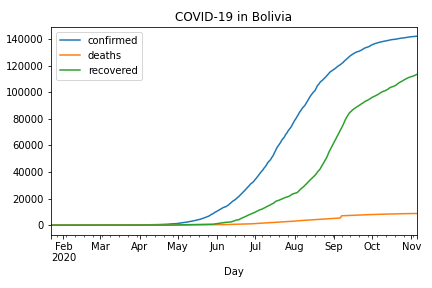 COVID-19 in Bolivia
confirmed
deaths
recovered
140000
120000
100000
80000
60000
40000
20000
0
Feb Mar Apr May Jun Jul Aug Sep Oct Nov
2020
Day